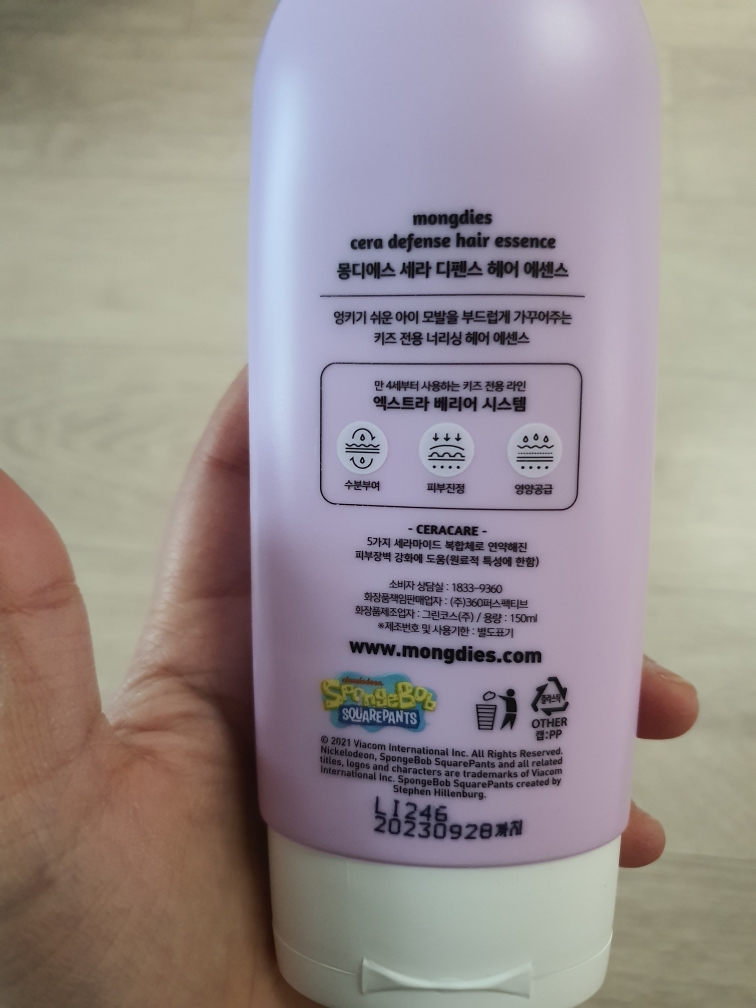 mongdies
cera defense hair essence
몽디에스 세라 디펜스 헤어 에센스
엉키기 쉬운 아이 모발을 부드럽게 가꾸어주는
키즈 전용 너리싱 헤어 에센스
만 4세부터 사용하는 키즈 전용 라인
엑스트라 베리어 시스템
수분부여 피부진정 영양공급
- CERACARE -
5가지 세라마이드 복합체로 연약해진
피부장벽 강화에 도움(원료적 특성에 한함)
소비자 상담실 : 1833-9360
화장품책임판매업자 : (주)360퍼스펙티브
화장품제조업자 : 그린코스(주) / 용량 : 150ml
※제조번호 및 사용기한 : 별도표기
www.mongdies.com
nickelodeon
SpongeBob
SQUAREPANTS
플라스틱
OTHER
캡:PP
© 2021 Viacom International Inc. All Rights Reserved.
Nickelodeon, SpongeBob SquarePants and all related
titles, logos and characters are trademarks of Viacom
International Inc. SpongeBob SquarePants created by
Stephen Hillenburg.
LI246
20230928까지